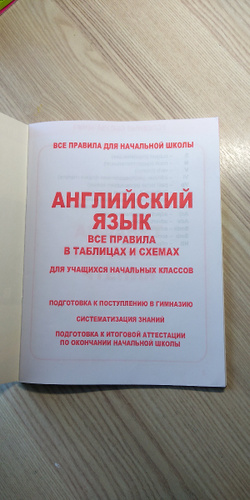 ВСЕ ПРАВИЛА ДЛЯ НАЧАЛЬНОЙ ШКОЛЫ
АНГЛИЙСКИЙ
ЯЗЫК
ВСЕ ПРАВИЛА
В ТАБЛИЦАХ И СХЕМАХ
ДЛЯ УЧАЩИХСЯ НАЧАЛЬНЫХ КЛАССОВ
ПОДГОТОВКА К ПОСТУПЛЕНИЮ В ГИМНАЗИЮ
СИСТЕМАТИЗАЦИЯ ЗНАНИЙ
ПОДГОТОВКА К ИТОГОВОЙ АТТЕСТАЦИИ
ПО ОКОНЧАНИИ НАЧАЛЬНОЙ ШКОЛЫ